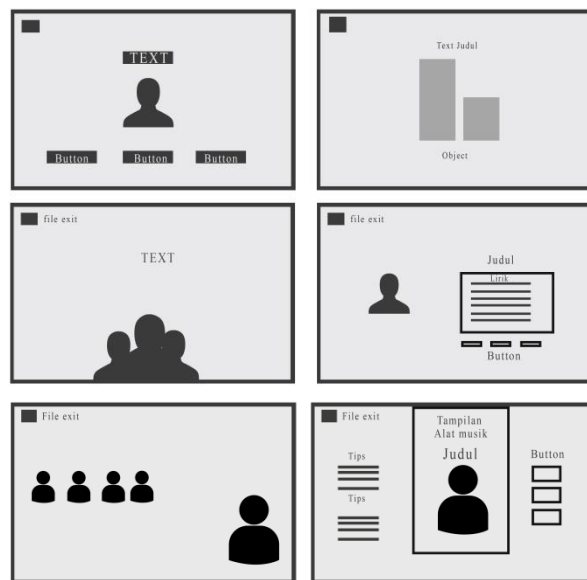 TEXT
Button Button Button
Text Judul
Object
file exit
TEXT
file exit
Judul
Lirik
Button
File exit
File exit
Tampilan
Alat musik
Judul
Tips
Tips
Button